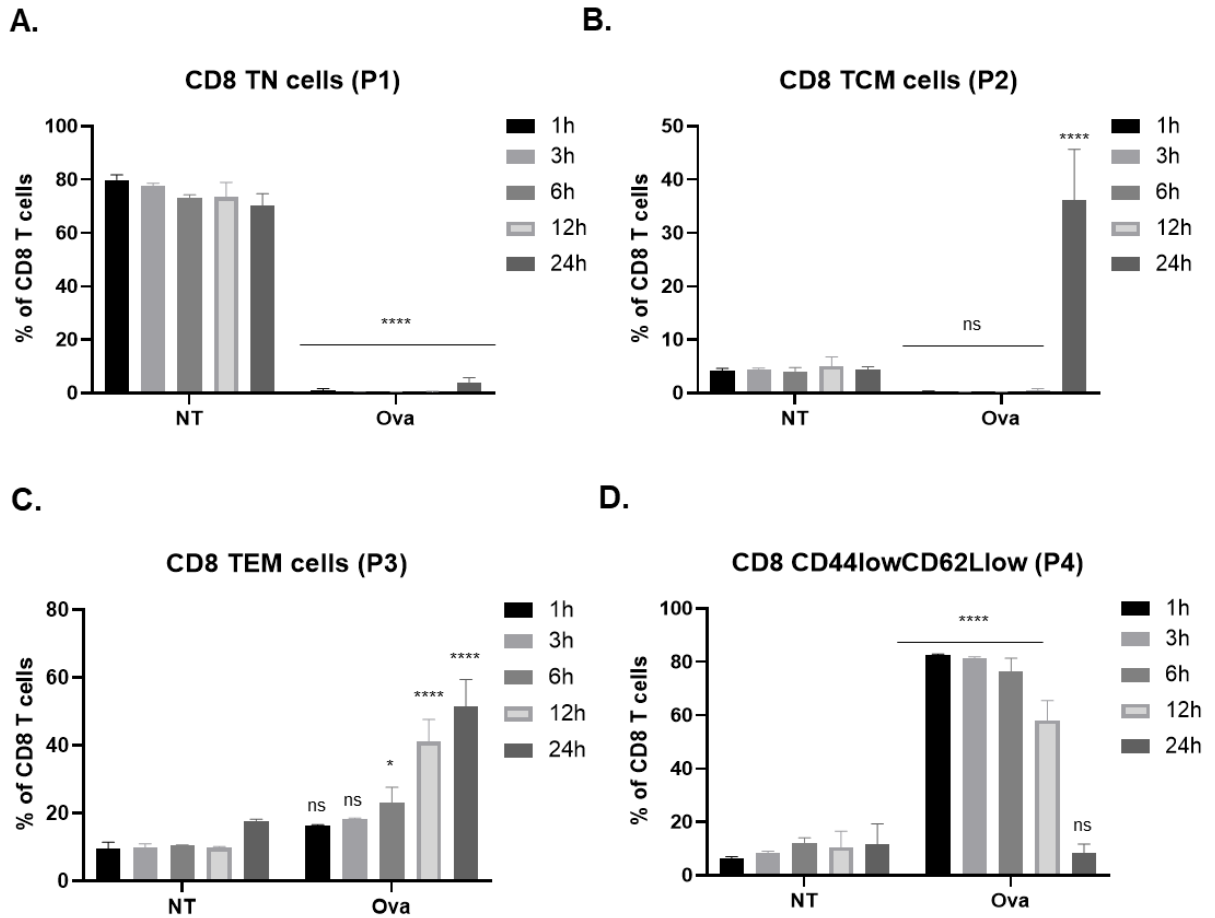 A.
CD8 TN cells (P1)
% of CD8 T cells
100
80
60
40
20
0
****
NT
Ova
1h
3h
6h
12h
24h
B.
CD8 TCM cells (P2)
% of CD8 T cells
50
40
30
20
10
0
ns
****
NT
Ova
1h
3h
6h
12h
24h
C.
CD8 TEM cells (P3)
% of CD8 T cells
80
60
40
20
0
ns
ns
*
****
****
NT
Ova
1h
3h
6h
12h
24h
D.
CD8 CD44lowCD62Llow (P4)
% of CD8 T cells
100
80
60
40
20
0
****
ns
NT
Ova
1h
3h
6h
12h
24h